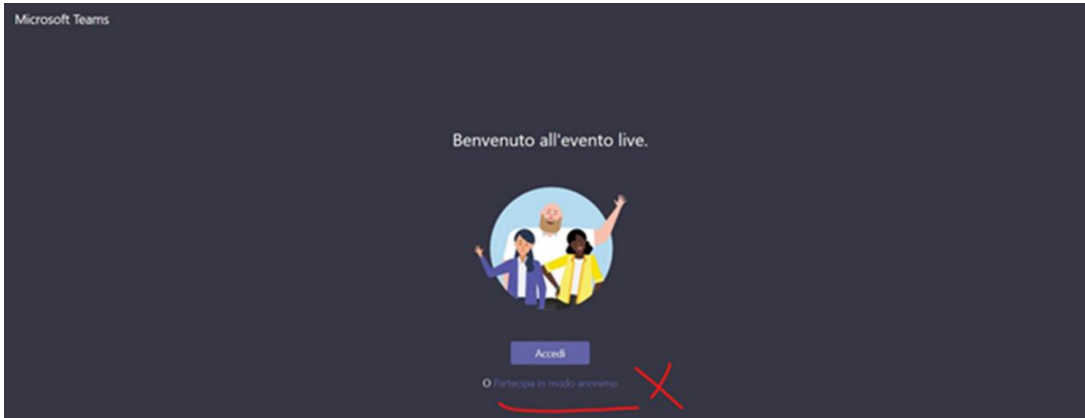 Microsoft Teams
Benvenuto all'evento live.
Accedi
O Partecipa in modo anonimo